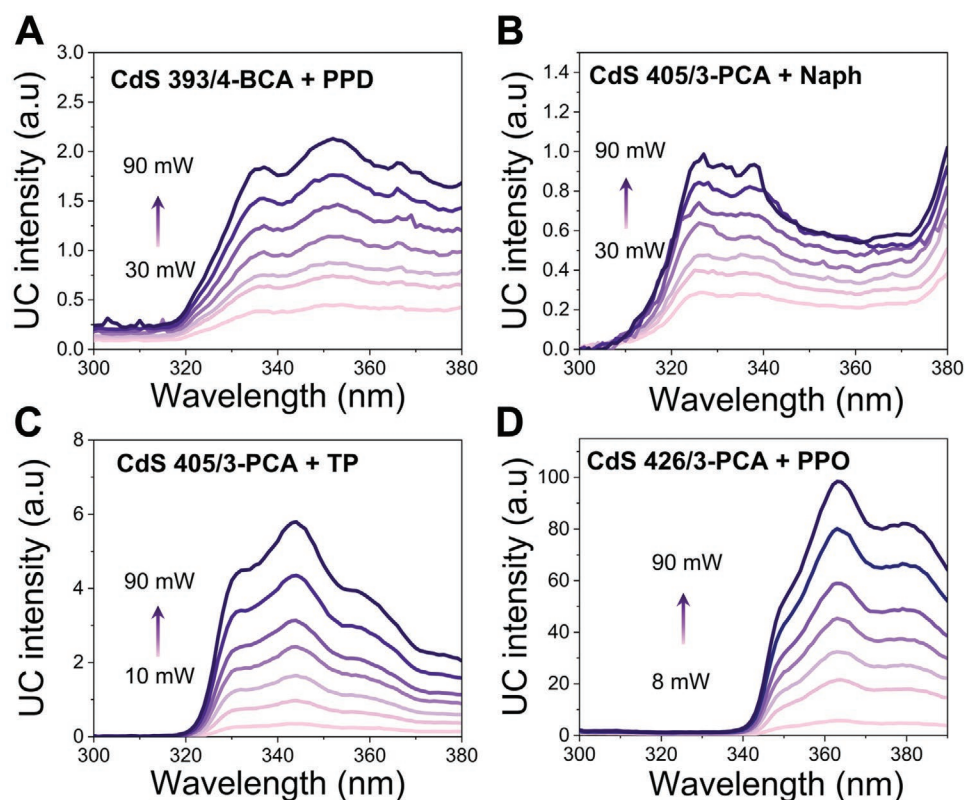 A
CdS 393/4-BCA + PPD
UC intensity (a.u)
3.0
2.5
2.0
1.5
1.0
0.5
0.0
90 mW
30 mW
300 320 340 360 380
Wavelength (nm)
B
CdS 405/3-PCA + Naph
UC intensity (a.u)
1.4
1.2
1.0
0.8
0.6
0.4
0.2
0.0
90 mW
30 mW
300 320 340 360 380
Wavelength (nm)
C
CdS 405/3-PCA + TP
UC intensity (a.u)
8
6
4
2
0
90 mW
10 mW
300 320 340 360 380
Wavelength (nm)
D
CdS 426/3-PCA + PPO
UC intensity (a.u)
100
80
60
40
20
0
90 mW
8 mW
300 320 340 360 380
Wavelength (nm)